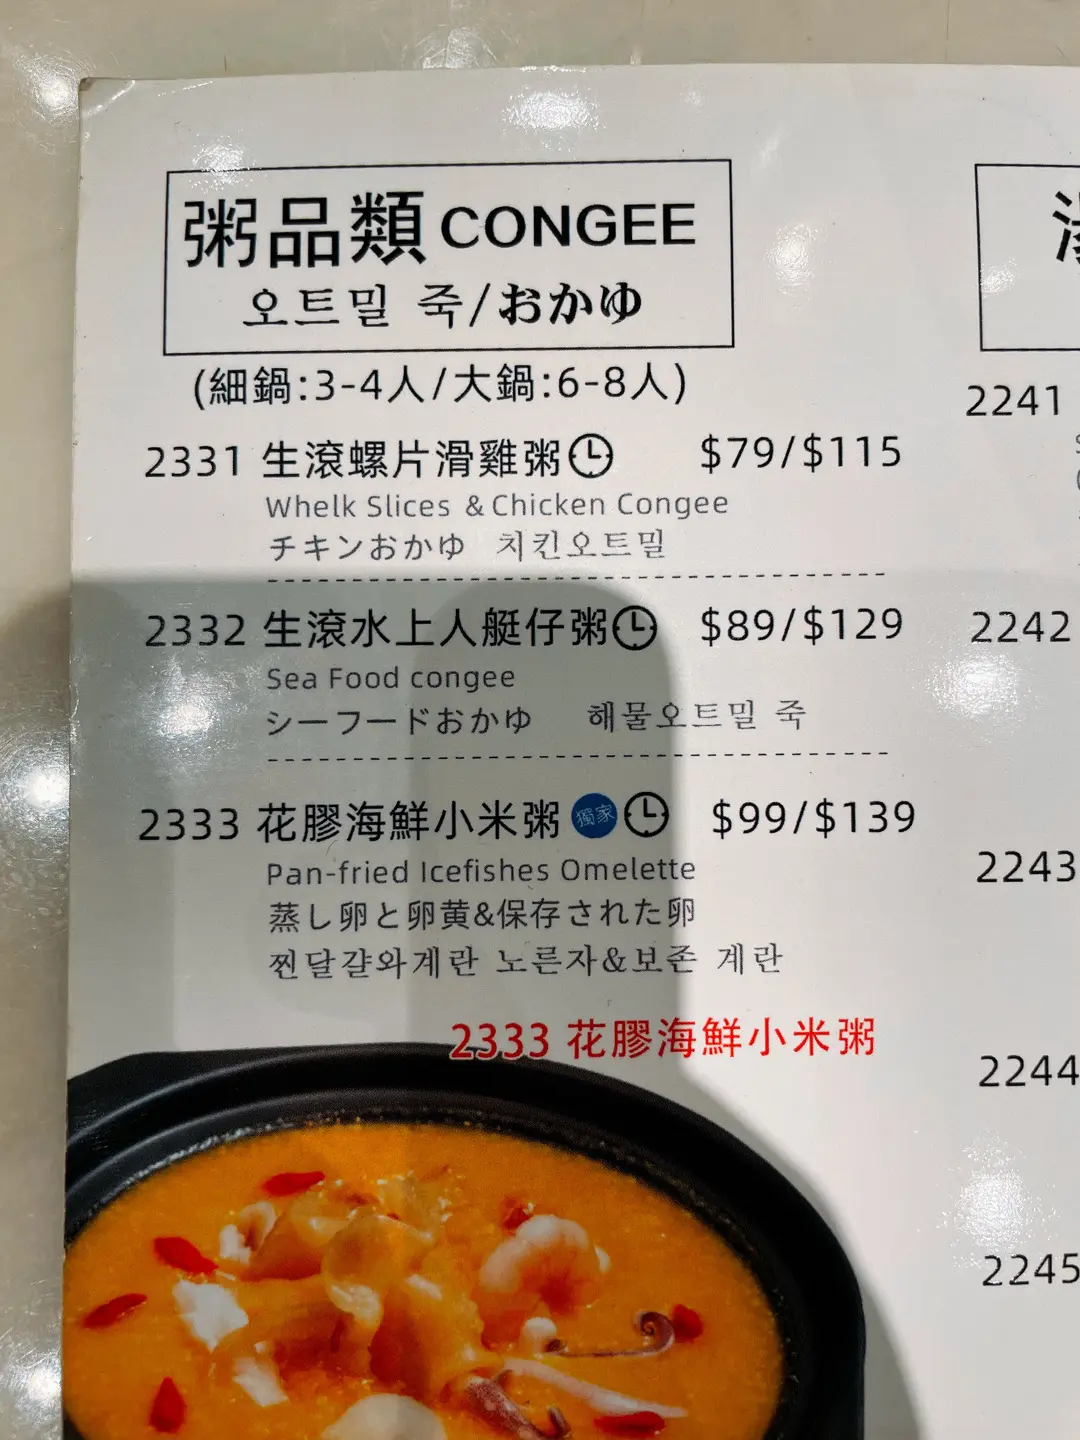 粥品類 CONGEE
오트밀 죽/おかゆ
(細鍋:3-4人/大鍋:6-8人)
2331 生滾螺片滑雞粥 $79/$115
Whelk Slices & Chicken Congee
チキンおかゆ 치킨오트밀
2332 生滾水上人艇仔粥 $89/$129
Sea Food congee
シーフードおかゆ 해물오트밀 죽
2333 花膠海鮮小米粥 獨家 $99/$139
Pan-fried Icefishes Omelette
蒸し卵と卵黄&保存された卵
찐달걀와계란 노른자&보존 계란
2333 花膠海鮮小米粥
2241
2242
2243
2244
2245